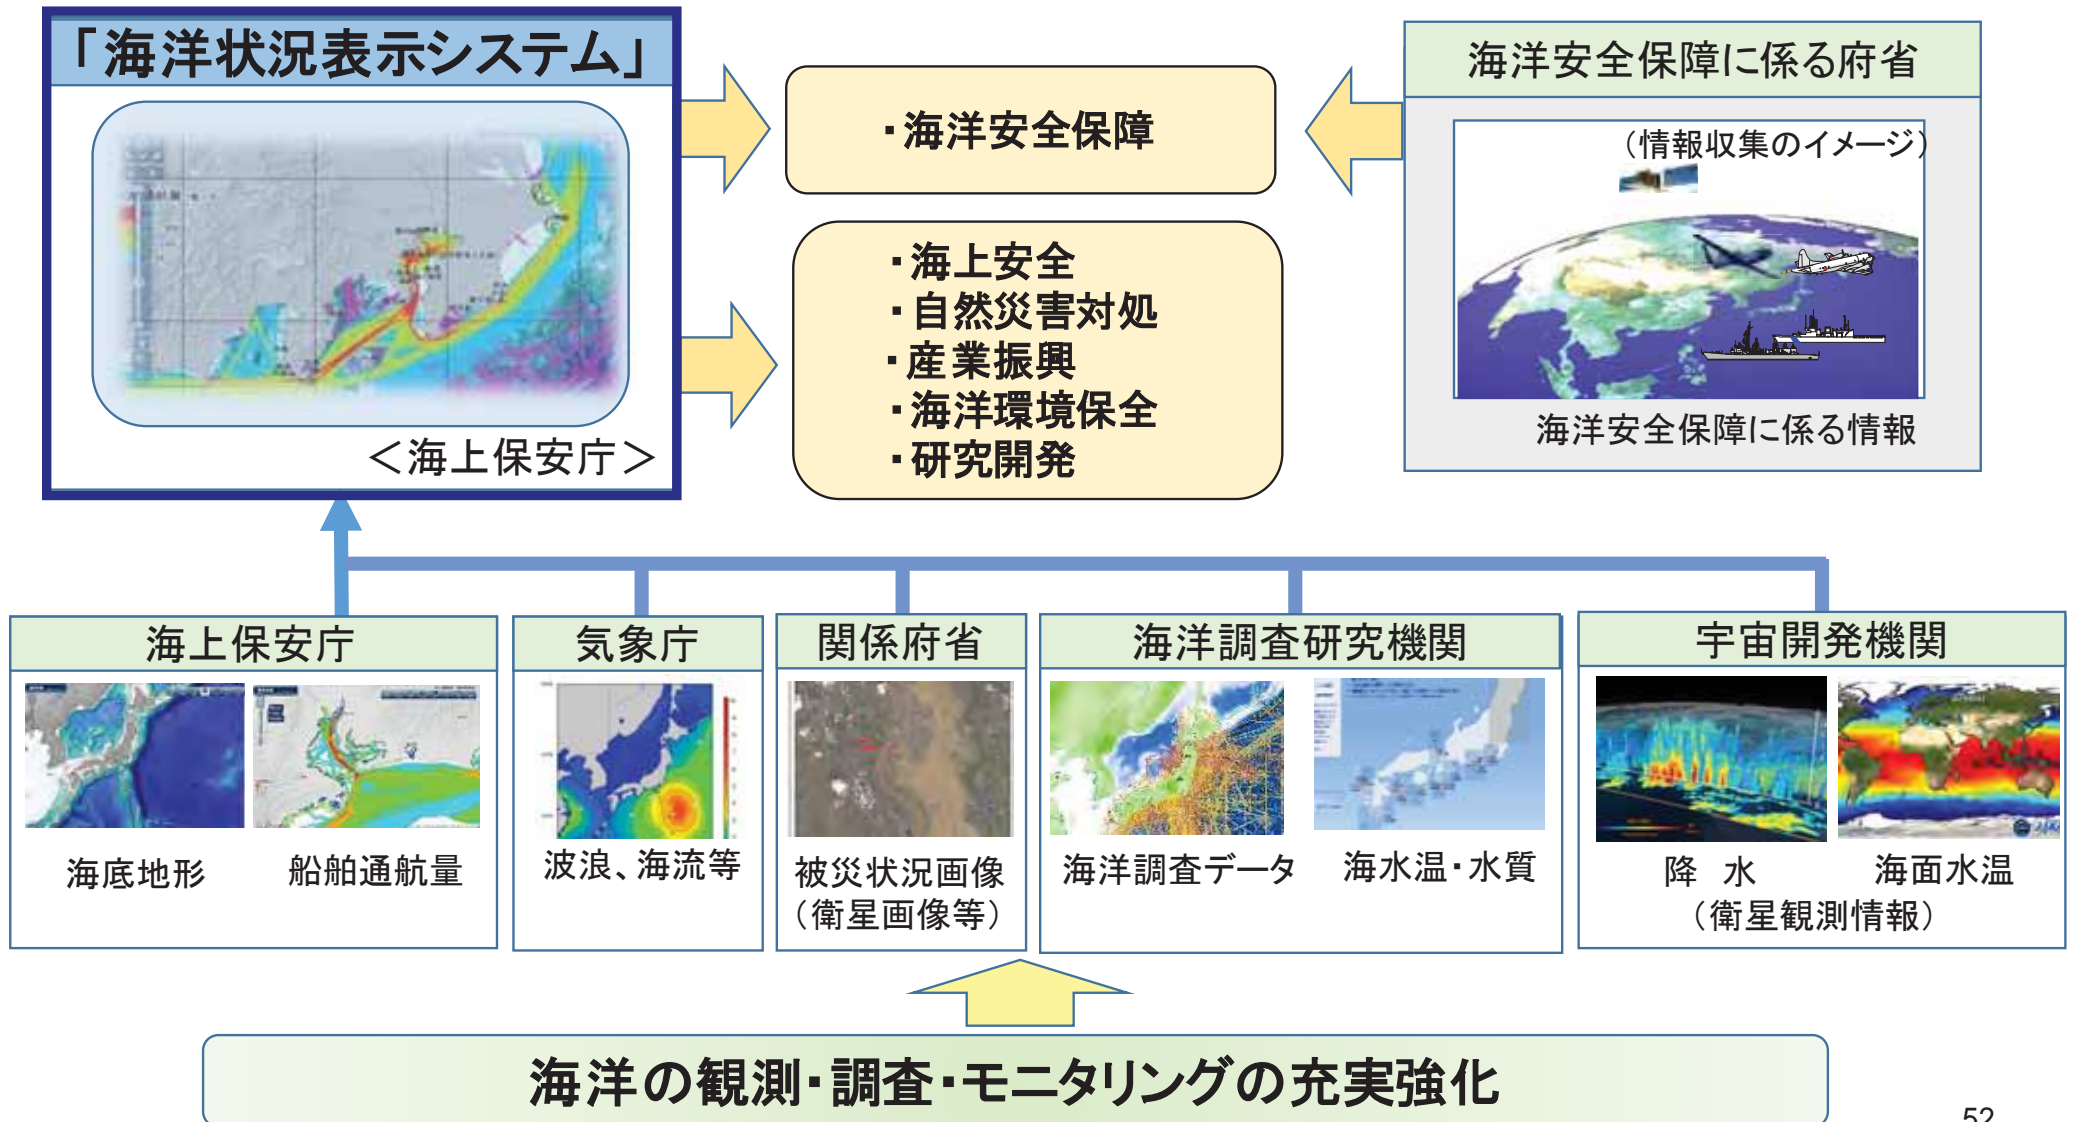 「海洋状況表示システム」
＜海上保安庁＞
・海洋安全保障
・海上安全
・自然災害対処
・産業振興
・海洋環境保全
・研究開発
海洋安全保障に係る府省
（情報収集のイメージ）
海洋安全保障に係る情報
海上保安庁
海底地形
船舶通航量
気象庁
波浪、海流等
関係府省
被災状況画像
（衛星画像等）
海洋調査研究機関
海洋調査データ
海水温・水質
宇宙開発機関
降　水
海面水温
（衛星観測情報）
海洋の観測・調査・モニタリングの充実強化
52